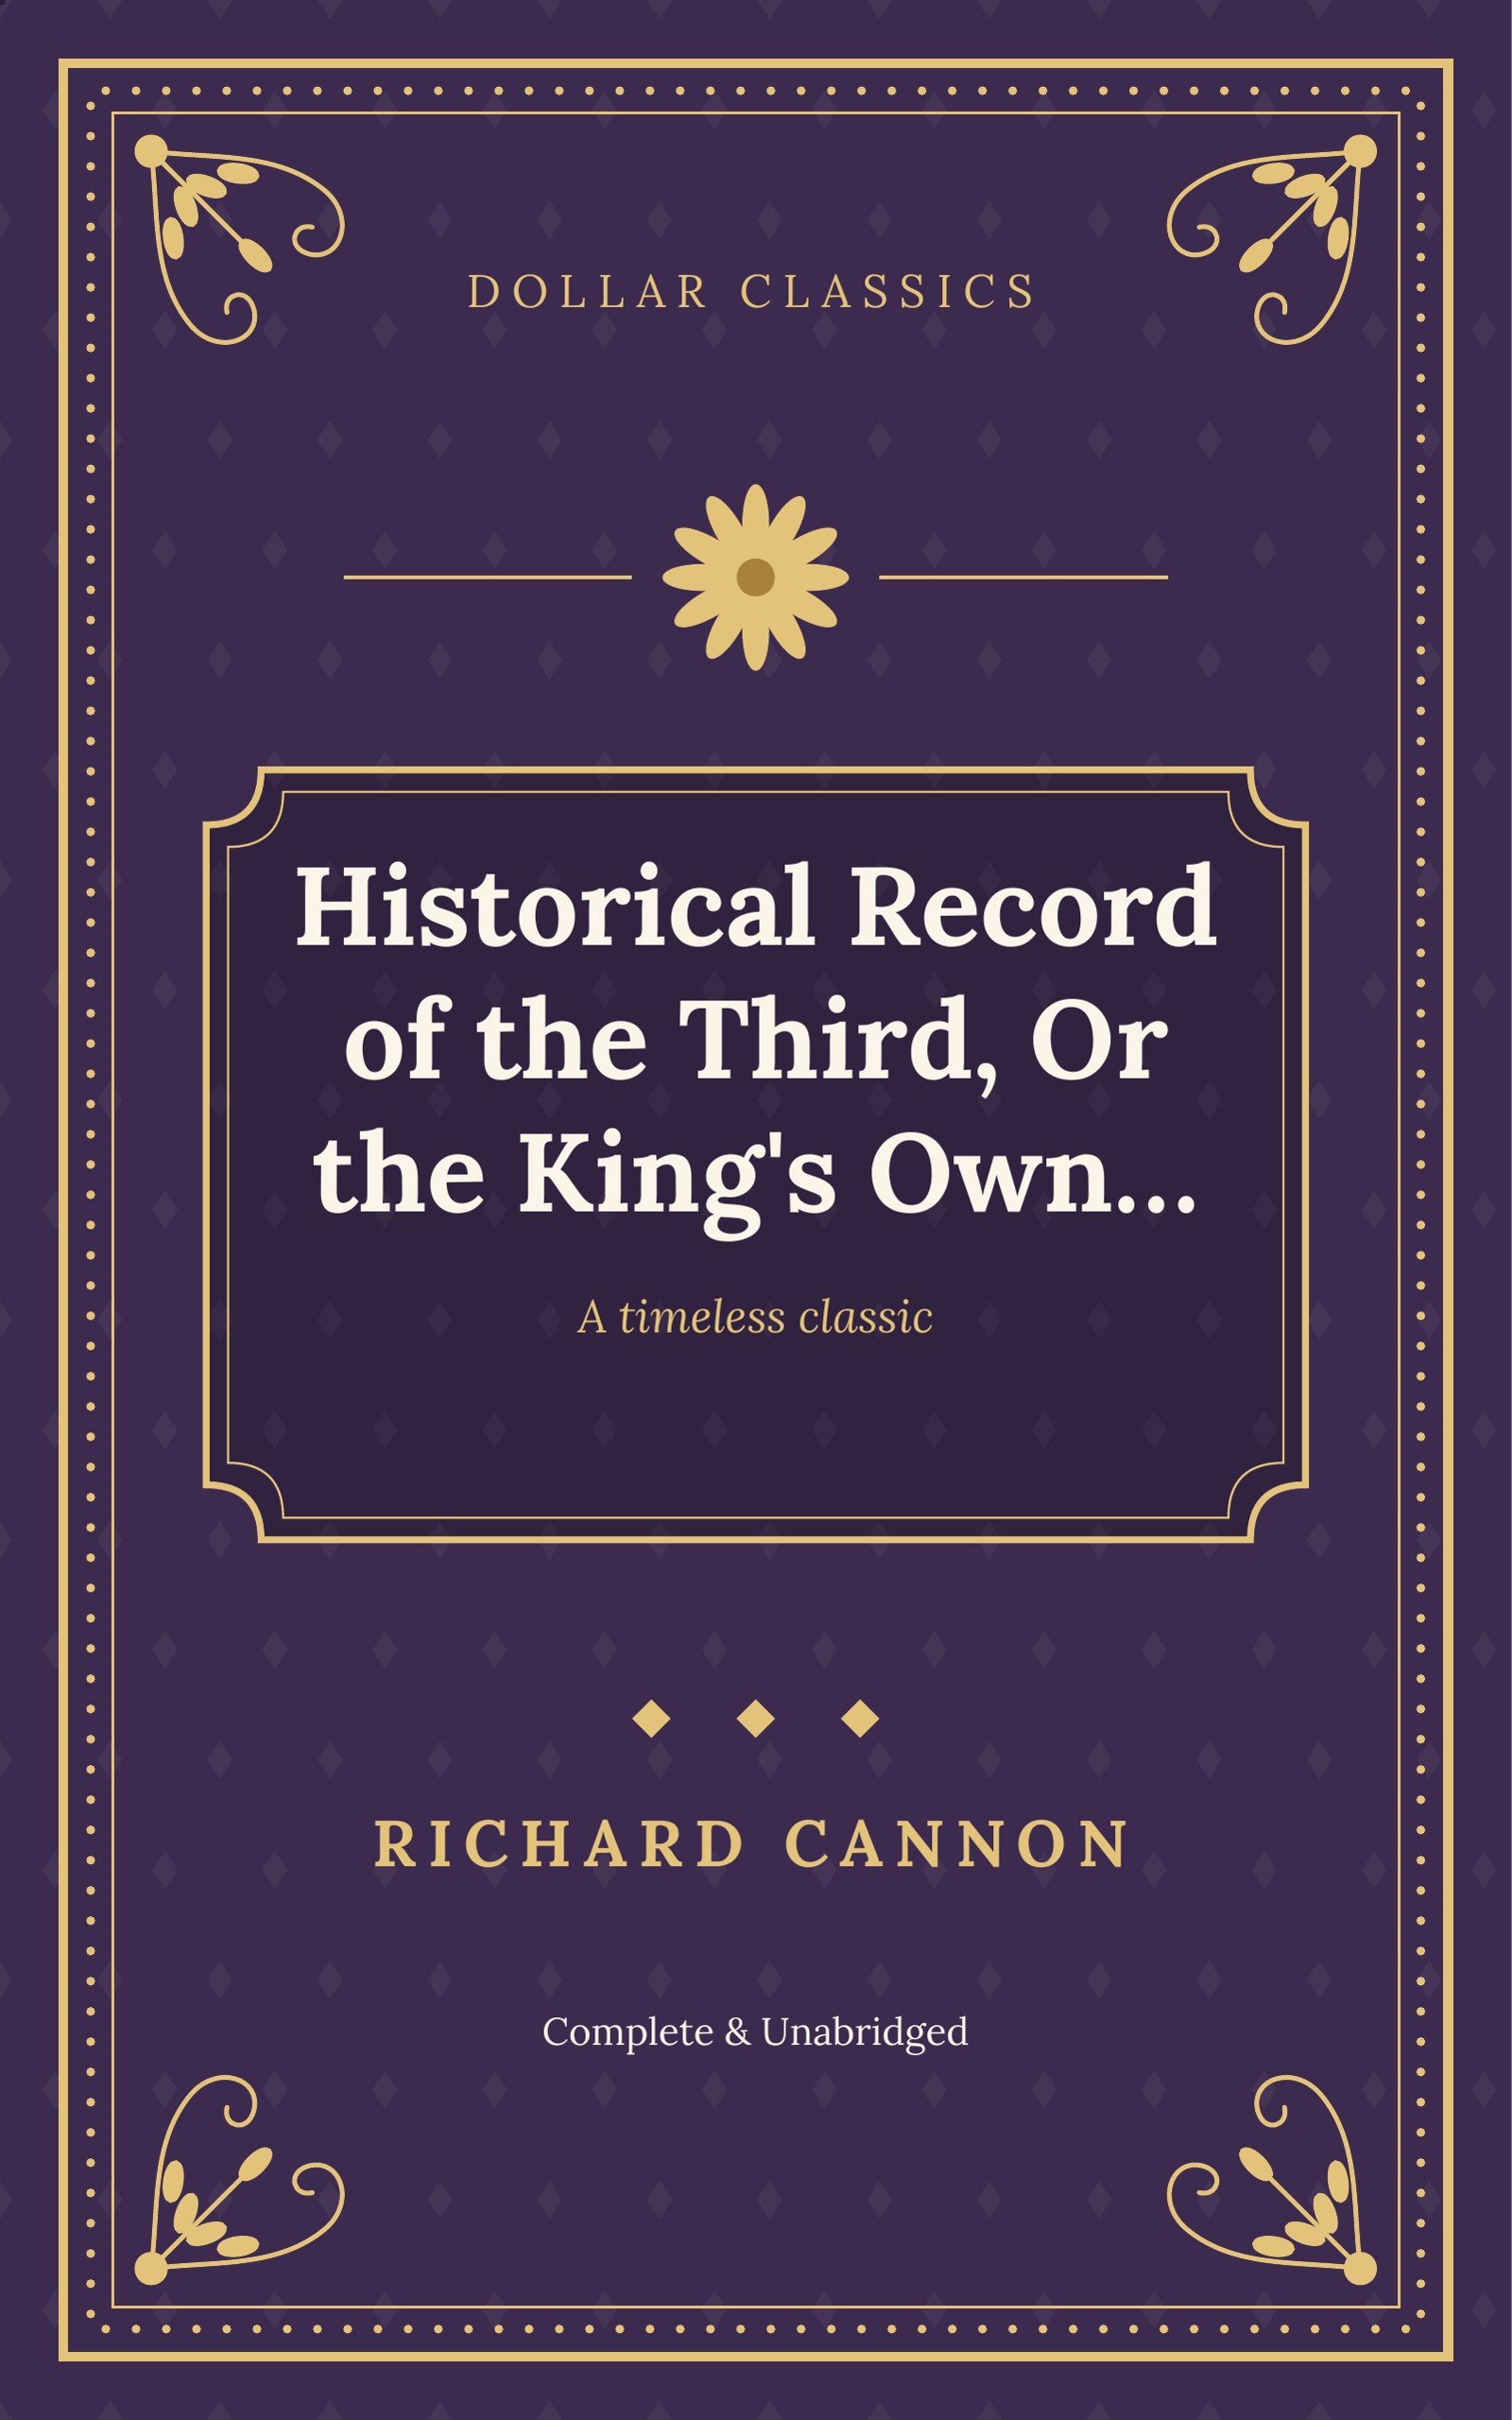 DOLLAR CLASSICS
Historical Record
of the Third, Or
the King's Own...
A timeless classic
RICHARD CANNON
Complete & Unabridged